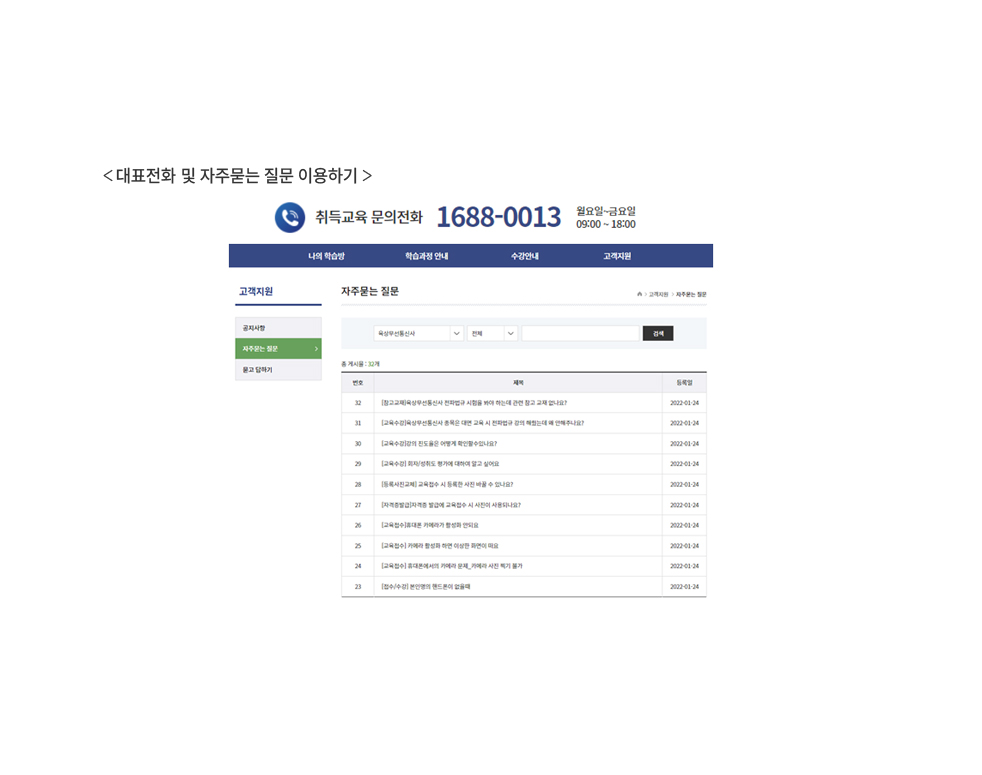 < 대표전화 및 자주묻는 질문 이용하기 >
취득교육 문의전화 1688-0013 월요일~금요일
09:00 ~ 18:00
나의 학습방 학습과정 안내 수강안내 고객지원
고객지원
자주묻는 질문
고객지원 > 자주묻는 질문
공지사항
자주묻는 질문
묻고 답하기
육상무선통신사 전체 검색
총 게시물 : 32개
번호 제목 등록일
32 [참고교재]육상무선통신사 전파법규 시험을 봐야 하는데 관련 참고 교재 없나요? 2022-01-24
31 [교육수강]육상무선통신사 종목은 대면 교육 시 전파법규 강의 해줬는데 왜 안해주나요? 2022-01-24
30 [교육수강]강의 진도율은 어떻게 확인할수있나요? 2022-01-24
29 [교육수강] 회차/성취도 평가에 대하여 알고 싶어요 2022-01-24
28 [등록사진교체] 교육접수 시 등록한 사진 바꿀 수 있나요? 2022-01-24
27 [자격증발급]자격증 발급에 교육접수 시 사진이 사용되나요? 2022-01-24
26 [교육접수]휴대폰 카메라가 활성화 안되요 2022-01-24
25 [교육접수] 카메라 활성화 하면 이상한 화면이 떠요 2022-01-24
24 [교육접수] 휴대폰에서의 카메라 문제_카메라 사진 찍기 불가 2022-01-24
23 [접수/수강] 본인명의 핸드폰이 없을때 2022-01-24